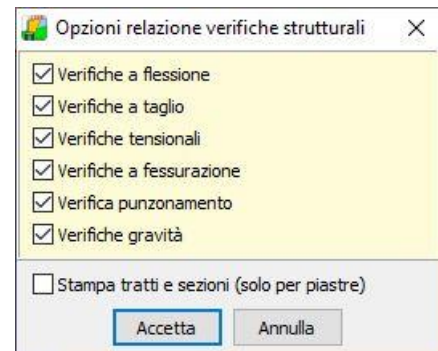 Opzioni relazione verifiche strutturali
Verifiche a flessione
Verifiche a taglio
Verifiche tensionali
Verifiche a fessurazione
Verifica punzonamento
Verifiche gravità
Stampa tratti e sezioni (solo per piastre)
Accetta Annulla